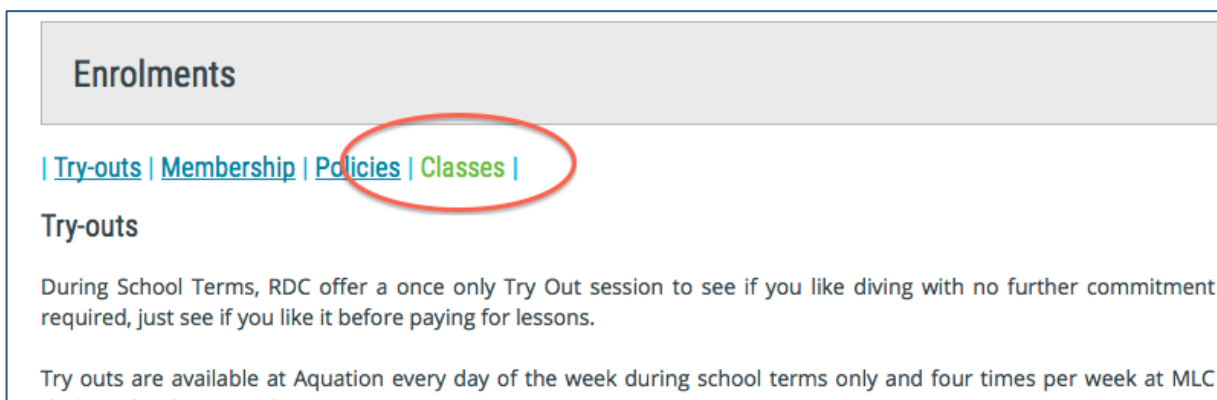 Enrolments
| Try-outs | Membership | Policies | Classes |
Try-outs
During School Terms, RDC offer a once only Try Out session to see if you like diving with no further commitment
required, just see if you like it before paying for lessons.
Try outs are available at Aquation every day of the week during school terms only and four times per week at MLC